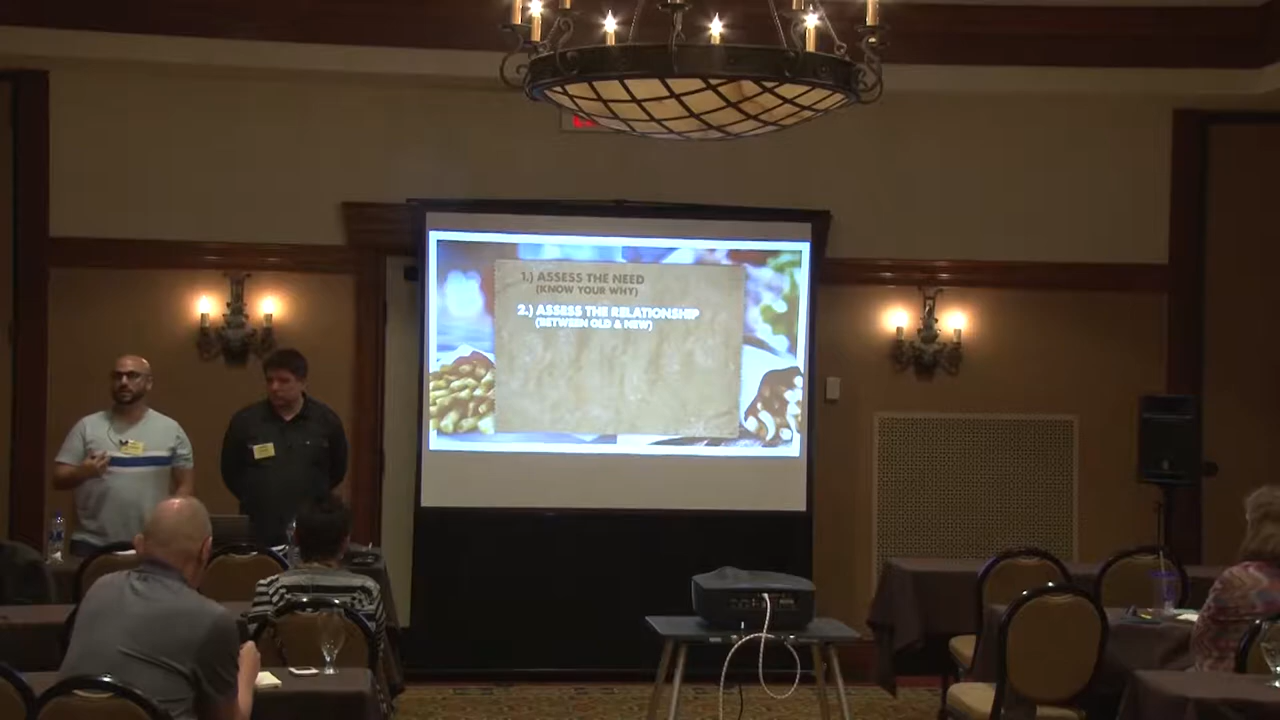 1.) ASSESS THE NEED
(KNOW YOUR WHY)
2.) ASSESS THE RELATIONSHIP
(BETWEEN OLD & NEW)